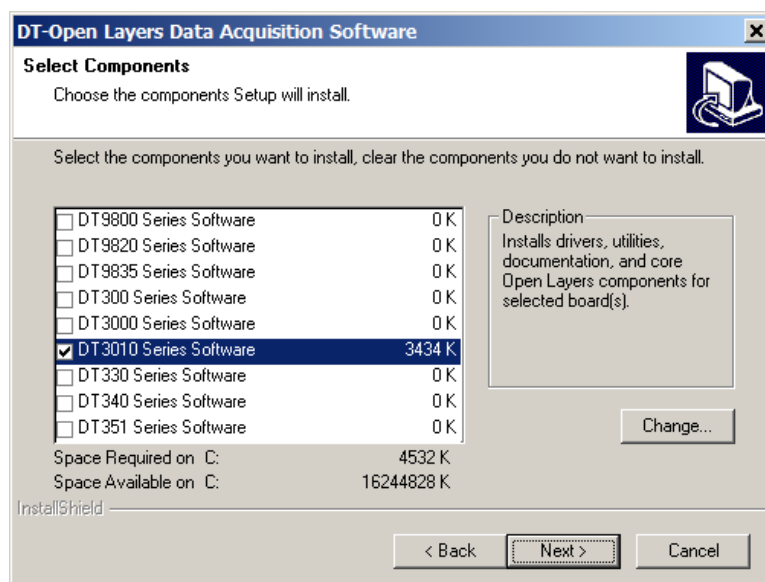 DT-Open Layers Data Acquisition Software
Select Components
Choose the components Setup will install.
Select the components you want to install, clear the components you do not want to install.
DT9800 Series Software 0 K
DT9820 Series Software 0 K
DT9835 Series Software 0 K
DT300 Series Software 0 K
DT3000 Series Software 0 K
DT3010 Series Software 3434 K
DT330 Series Software 0 K
DT340 Series Software 0 K
DT351 Series Software 0 K
Description
Installs drivers, utilities,
documentation, and core
Open Layers components for
selected board(s).
Change...
Space Required on C: 4532 K
Space Available on C: 16244828 K
InstallShield
< Back Next > Cancel